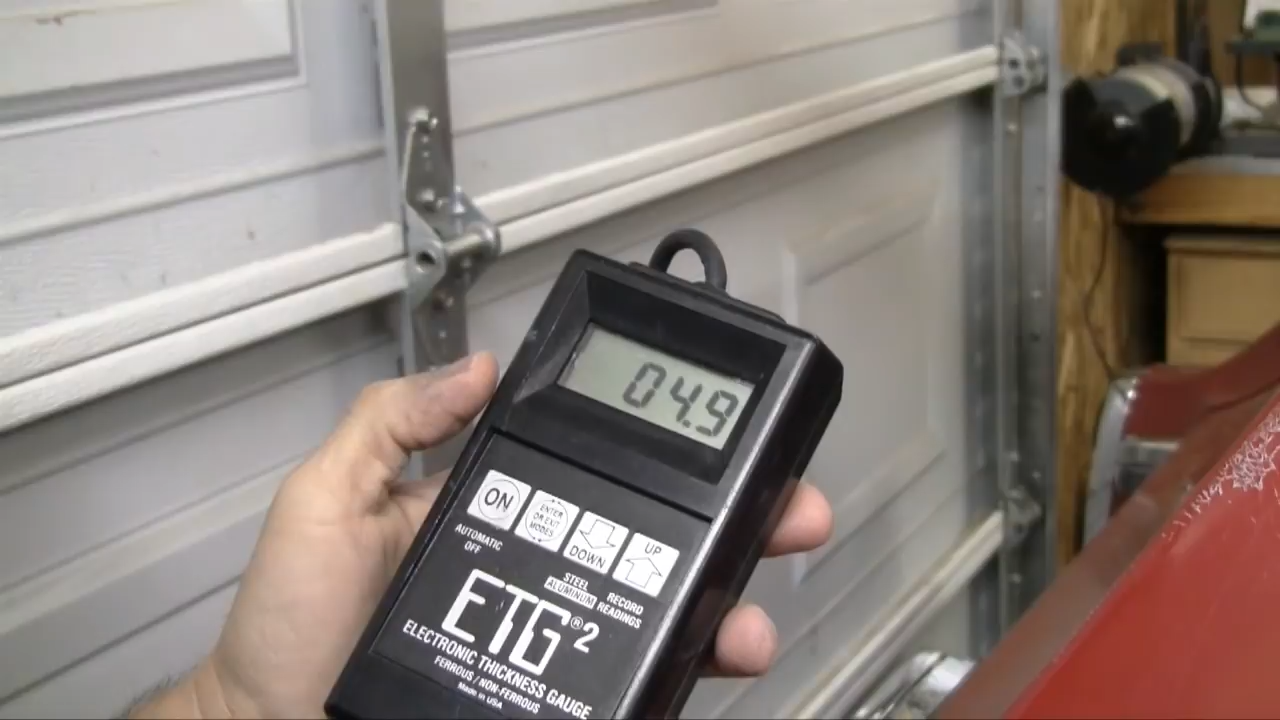 04.9
ON
ENTER
OR EXIT
MODES
DOWN
UP
AUTOMATIC
OFF
STEEL
ALUMINUM
RECORD
READINGS
ETG®2
ELECTRONIC THICKNESS GAUGE
FERROUS / NON-FERROUS
Made in USA